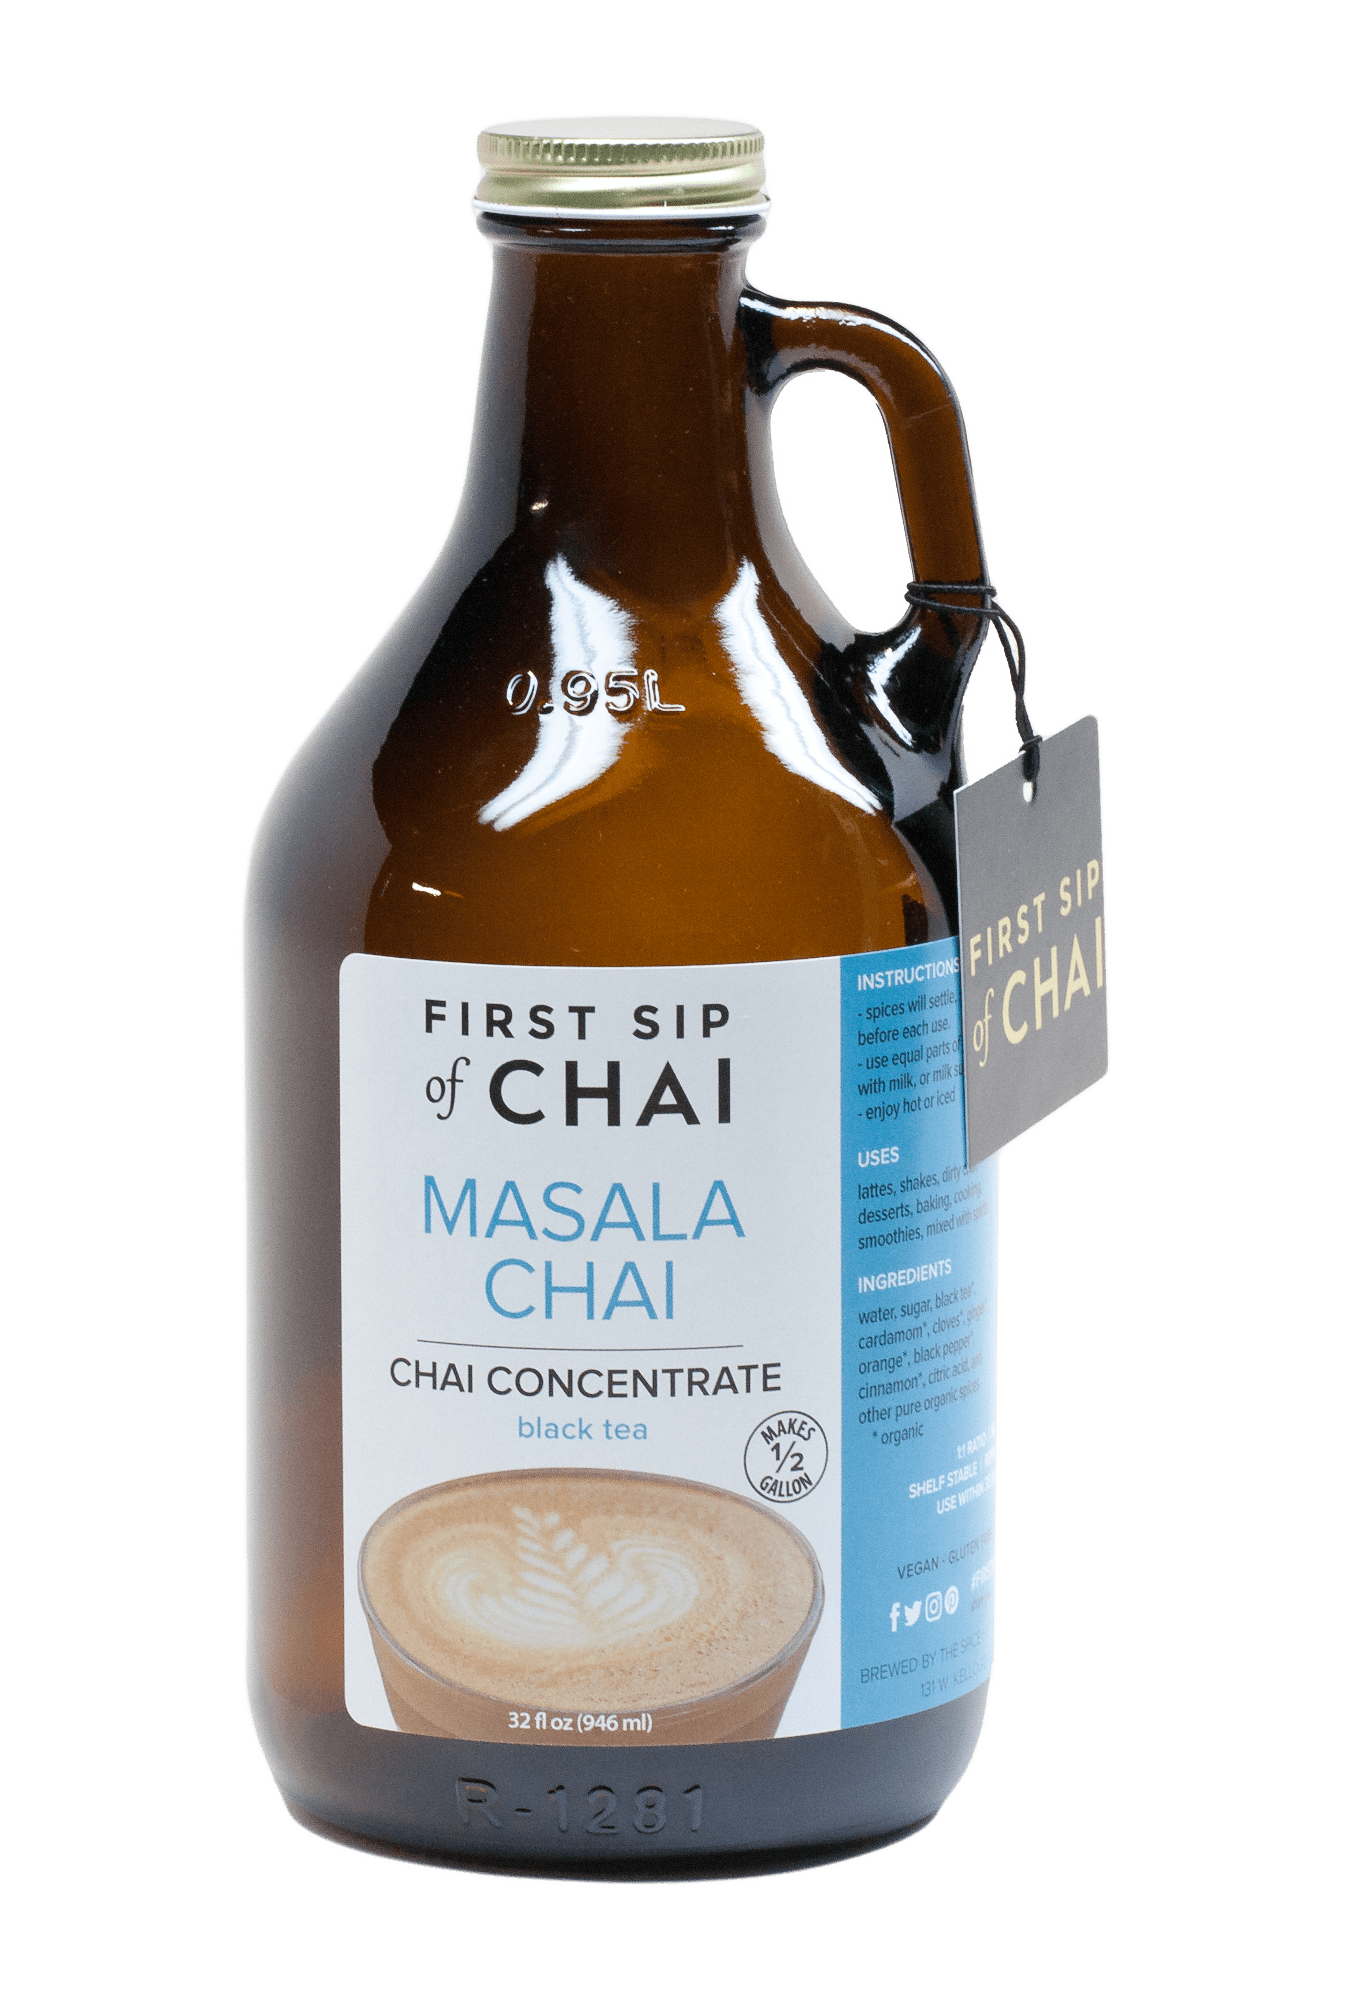 0.95L
FIRST SIP
of CHAI
MASALA
CHAI
CHAI CONCENTRATE
black tea
MAKES
1/2
GALLON
32 fl oz (946 ml)
R-1281
INSTRUCTIONS
- spices will settle,
before each use.
- use equal parts of
with milk, or milk
- enjoy hot or iced
USES
lattes, shakes, dirty
desserts, baking, cooking,
smoothies, mixed with
INGREDIENTS
water, sugar, black tea*,
cardamom*, cloves*, ginger*,
orange*, black pepper*
cinnamon*, citric acid, and
other pure organic spices
* organic
1:1 RATIO |
SHELF STABLE |
USE WITHIN
VEGAN - GLUTEN
BREWED BY THE SPICE
131 W.
FIRST SIP
of CHAI